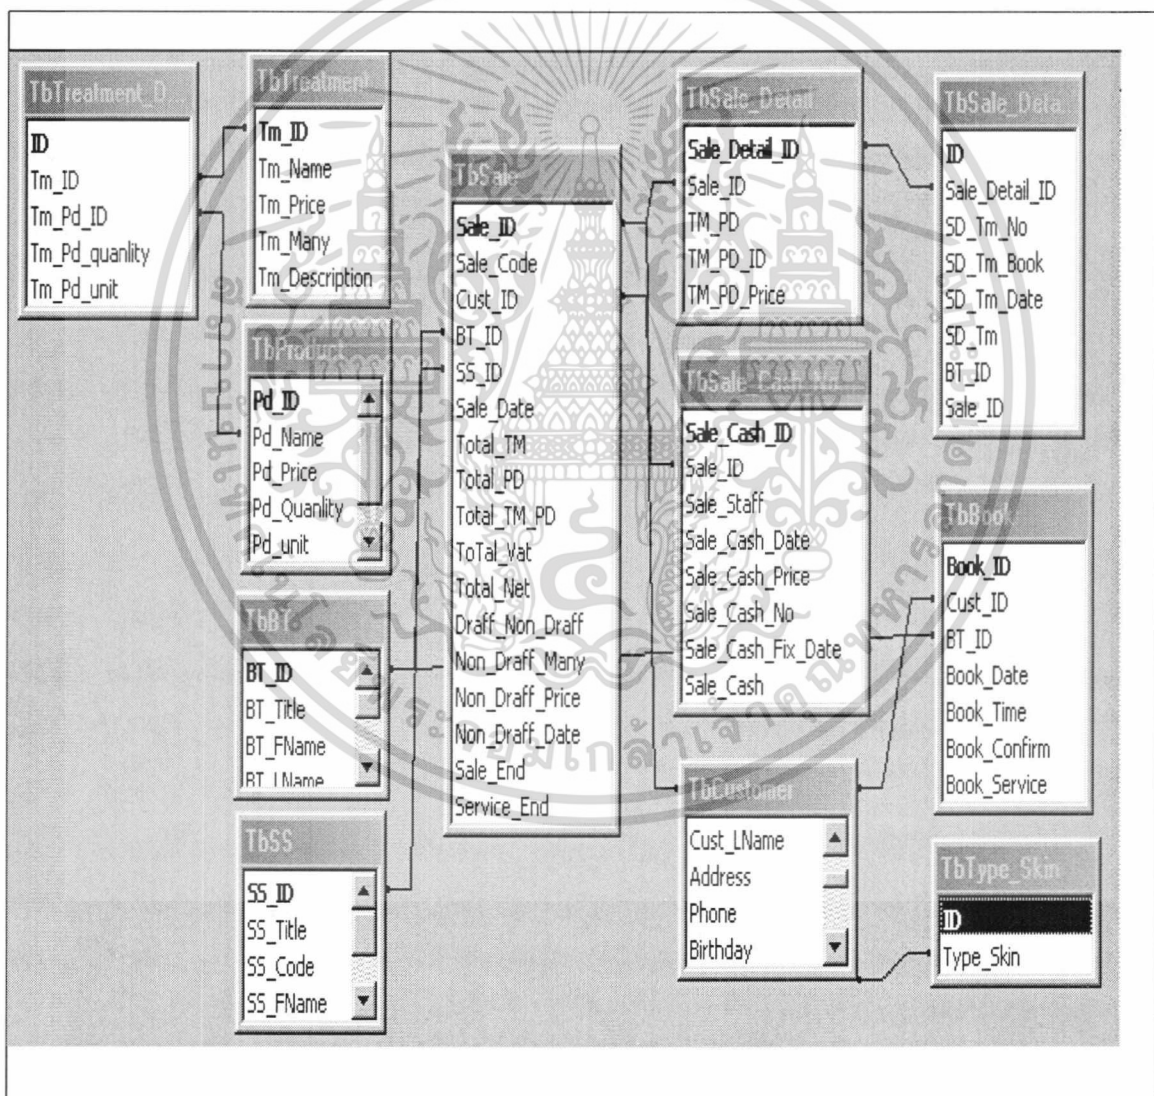 TbTreatment_D...
ID
Tm_ID
Tm_Pd_ID
Tm_Pd_quanlity
Tm_Pd_unit
TbTreatment
Tm_ID
Tm_Name
Tm_Price
Tm_Many
Tm_Description
TbProduct
Pd_ID
Pd_Name
Pd_Price
Pd_Quanlity
Pd_unit
TbBT
BT_ID
BT_Title
BT_FName
BT_LName
TbSS
SS_ID
SS_Title
SS_Code
SS_FName
TbSale
Sale_ID
Sale_Code
Cust_ID
BT_ID
SS_ID
Sale_Date
Total_TM
Total_PD
Total_TM_PD
ToTal_Vat
Total_Net
Draff_Non_Draff
Non_Draff_Many
Non_Draff_Price
Non_Draff_Date
Sale_End
Service_End
TbSale_Detail
Sale_Detail_ID
Sale_ID
TM_PD
TM_PD_ID
TM_PD_Price
TbSale_Cash_No
Sale_Cash_ID
Sale_ID
Sale_Staff
Sale_Cash_Date
Sale_Cash_Price
Sale_Cash_No
Sale_Cash_Fix_Date
Sale_Cash
TbCustomer
Cust_LName
Address
Phone
Birthday
TbSale_Deta...
ID
Sale_Detail_ID
SD_Tm_No
SD_Tm_Book
SD_Tm_Date
SD_Tm
BT_ID
Sale_ID
TbBook
Book_ID
Cust_ID
BT_ID
Book_Date
Book_Time
Book_Confirm
Book_Service
TbType_Skin
ID
Type_Skin